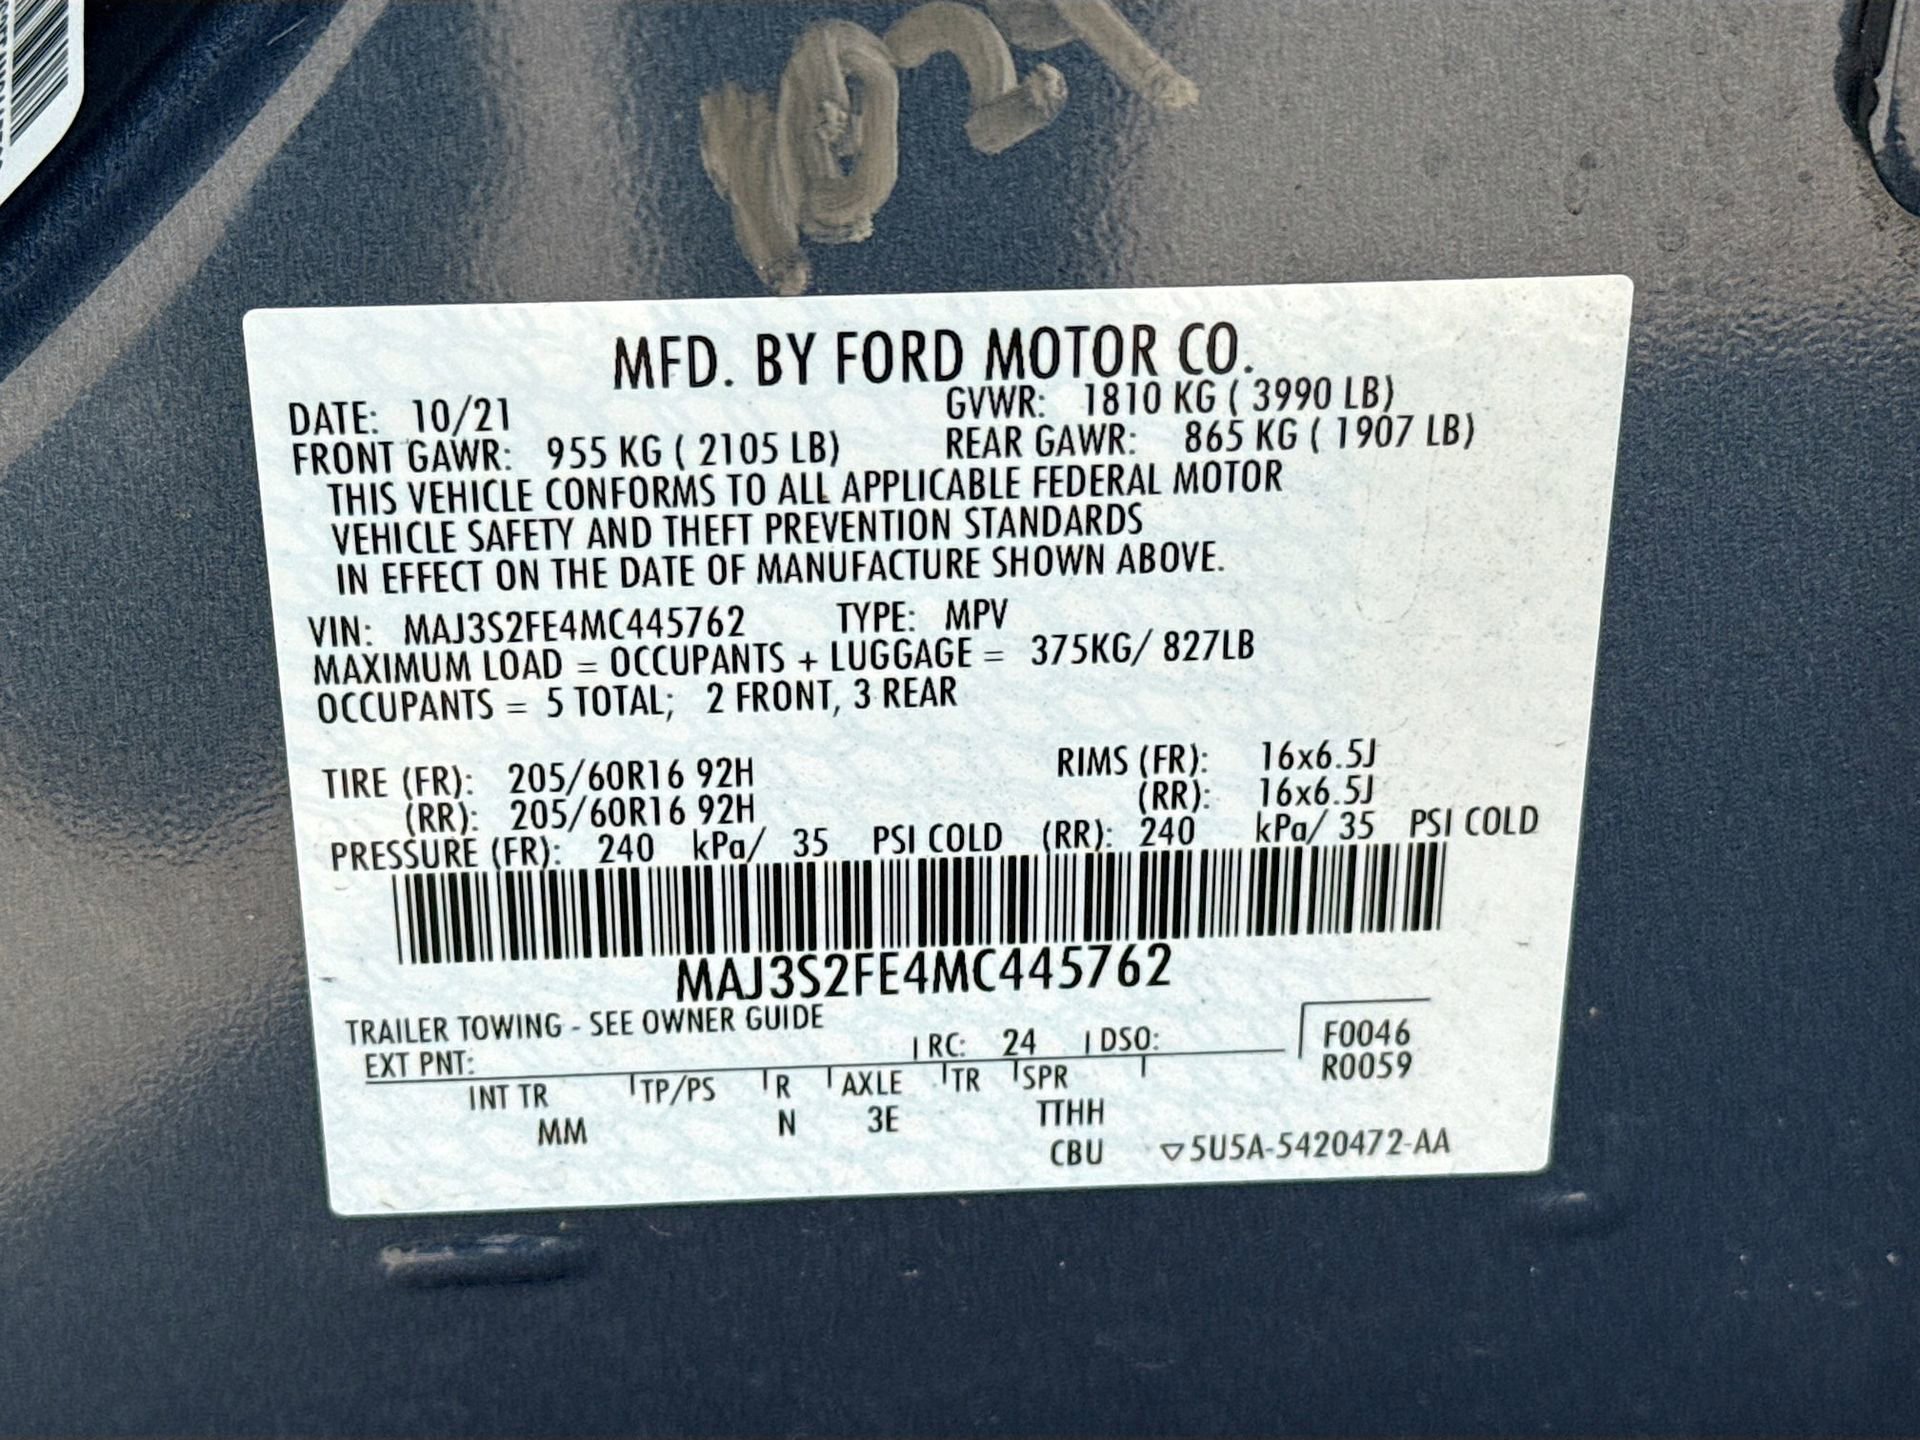 MFD. BY FORD MOTOR CO.
DATE: 10/21 GVWR: 1810 KG ( 3990 LB)
FRONT GAWR: 955 KG ( 2105 LB) REAR GAWR: 865 KG ( 1907 LB)
THIS VEHICLE CONFORMS TO ALL APPLICABLE FEDERAL MOTOR
VEHICLE SAFETY AND THEFT PREVENTION STANDARDS
IN EFFECT ON THE DATE OF MANUFACTURE SHOWN ABOVE.
VIN: MAJ3S2FE4MC445762 TYPE: MPV
MAXIMUM LOAD = OCCUPANTS + LUGGAGE = 375KG/ 827LB
OCCUPANTS = 5 TOTAL; 2 FRONT, 3 REAR
TIRE (FR): 205/60R16 92H RIMS (FR): 16x6.5J
(RR): 205/60R16 92H (RR): 16x6.5J
PRESSURE (FR): 240 kPa/ 35 PSI COLD (RR): 240 kPa/ 35 PSI COLD
MAJ3S2FE4MC445762
TRAILER TOWING - SEE OWNER GUIDE
EXT PNT: RC: 24 DSO: F0046
R0059
INT TR TP/PS R AXLE TR SPR
MM N 3E TTHH
CBU ▽5U5A-5420472-AA